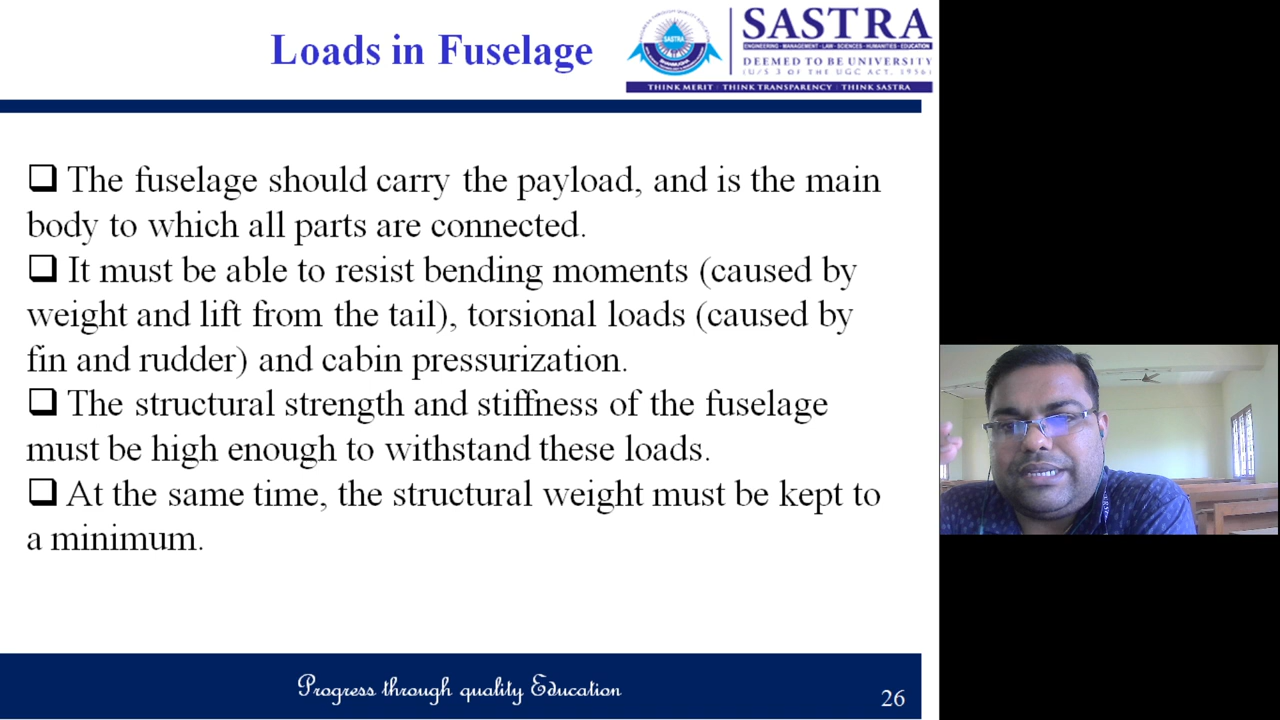 Loads in Fuselage
SASTRA
ENGINEERING · MANAGEMENT · LAW · SCIENCES · HUMANITIES · EDUCATION
DEEMED TO BE UNIVERSITY
(U/S 3 OF THE UGC ACT, 1956)
THINK MERIT | THINK TRANSPARENCY | THINK SASTRA
❑ The fuselage should carry the payload, and is the main
body to which all parts are connected.
❑ It must be able to resist bending moments (caused by
weight and lift from the tail), torsional loads (caused by
fin and rudder) and cabin pressurization.
❑ The structural strength and stiffness of the fuselage
must be high enough to withstand these loads.
❑ At the same time, the structural weight must be kept to
a minimum.
Progress through quality Education
26